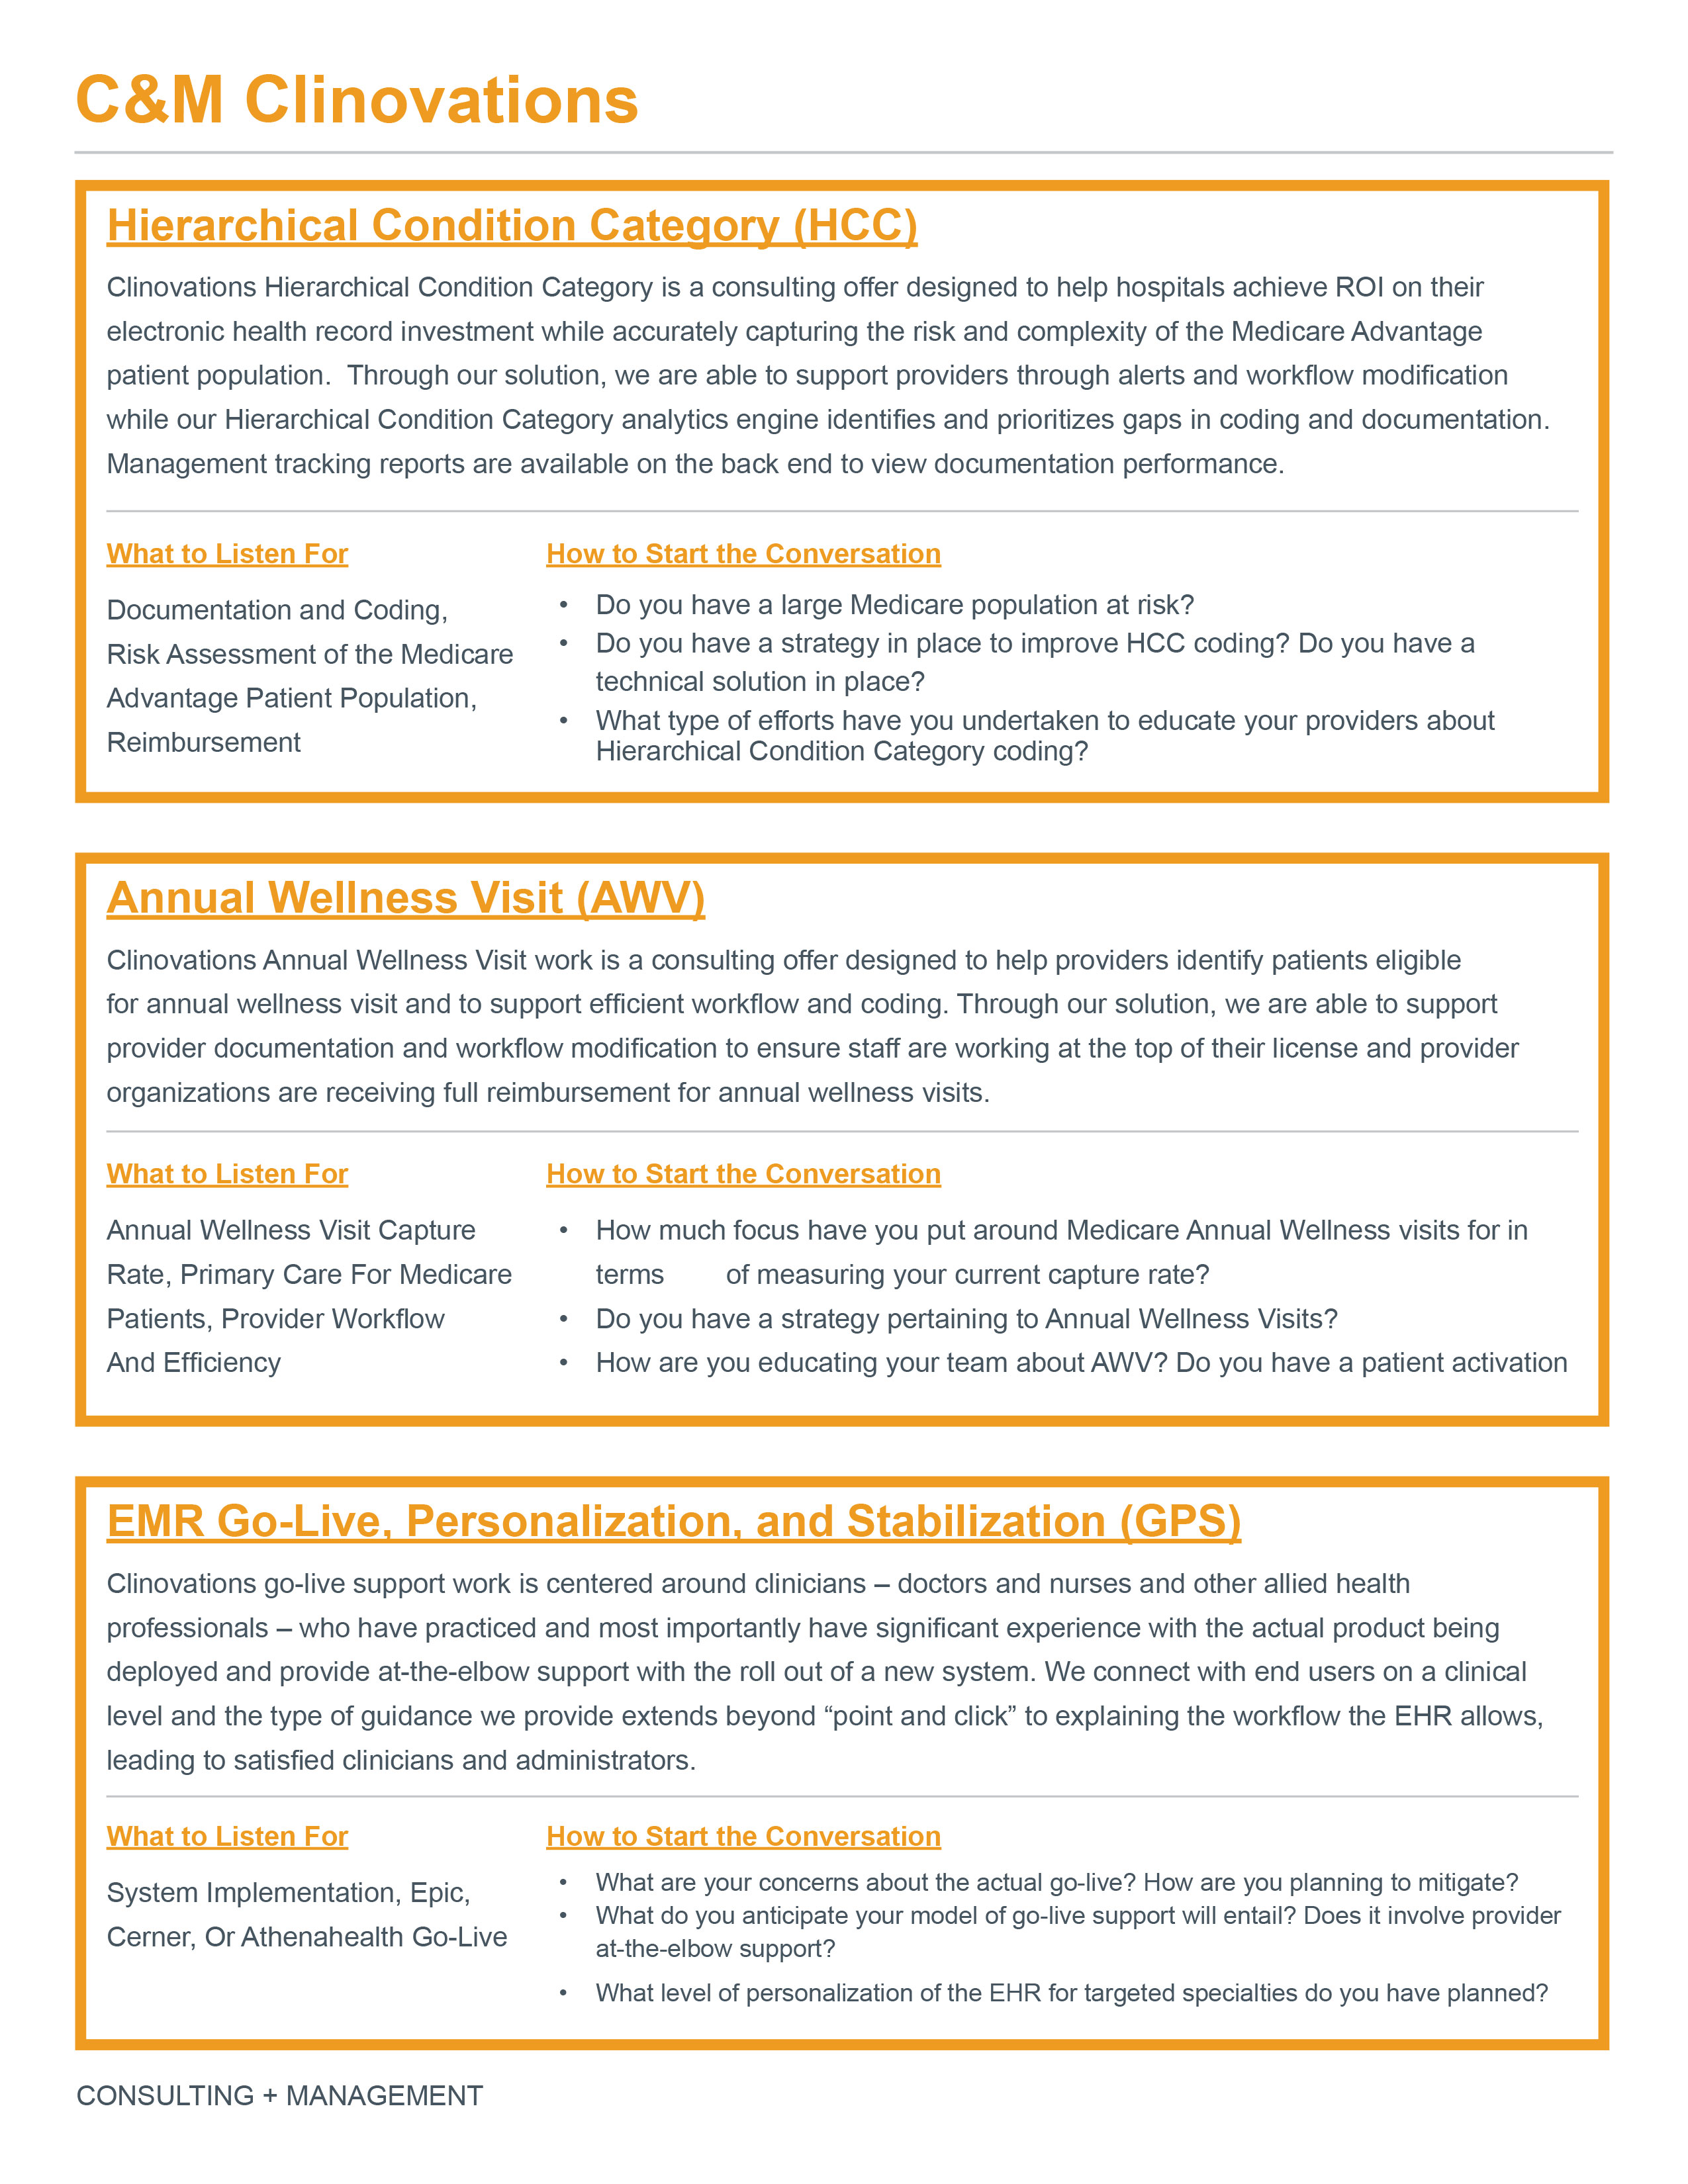 C&M Clinovations
Hierarchical Condition Category (HCC)
Clinovations Hierarchical Condition Category is a consulting offer designed to help hospitals achieve ROI on their
electronic health record investment while accurately capturing the risk and complexity of the Medicare Advantage
patient population.  Through our solution, we are able to support providers through alerts and workflow modification
while our Hierarchical Condition Category analytics engine identifies and prioritizes gaps in coding and documentation.
Management tracking reports are available on the back end to view documentation performance.
What to Listen For
Documentation and Coding,
Risk Assessment of the Medicare
Advantage Patient Population,
Reimbursement
How to Start the Conversation
• Do you have a large Medicare population at risk?
• Do you have a strategy in place to improve HCC coding? Do you have a
technical solution in place?
• What type of efforts have you undertaken to educate your providers about
Hierarchical Condition Category coding?
Annual Wellness Visit (AWV)
Clinovations Annual Wellness Visit work is a consulting offer designed to help providers identify patients eligible
for annual wellness visit and to support efficient workflow and coding. Through our solution, we are able to support
provider documentation and workflow modification to ensure staff are working at the top of their license and provider
organizations are receiving full reimbursement for annual wellness visits.
What to Listen For
Annual Wellness Visit Capture
Rate, Primary Care For Medicare
Patients, Provider Workflow
And Efficiency
How to Start the Conversation
• How much focus have you put around Medicare Annual Wellness visits for in
terms of measuring your current capture rate?
• Do you have a strategy pertaining to Annual Wellness Visits?
• How are you educating your team about AWV? Do you have a patient activation
EMR Go-Live, Personalization, and Stabilization (GPS)
Clinovations go-live support work is centered around clinicians – doctors and nurses and other allied health
professionals – who have practiced and most importantly have significant experience with the actual product being
deployed and provide at-the-elbow support with the roll out of a new system. We connect with end users on a clinical
level and the type of guidance we provide extends beyond “point and click” to explaining the workflow the EHR allows,
leading to satisfied clinicians and administrators.
What to Listen For
System Implementation, Epic,
Cerner, Or Athenahealth Go-Live
How to Start the Conversation
• What are your concerns about the actual go-live? How are you planning to mitigate?
• What do you anticipate your model of go-live support will entail? Does it involve provider
at-the-elbow support?
• What level of personalization of the EHR for targeted specialties do you have planned?
CONSULTING + MANAGEMENT